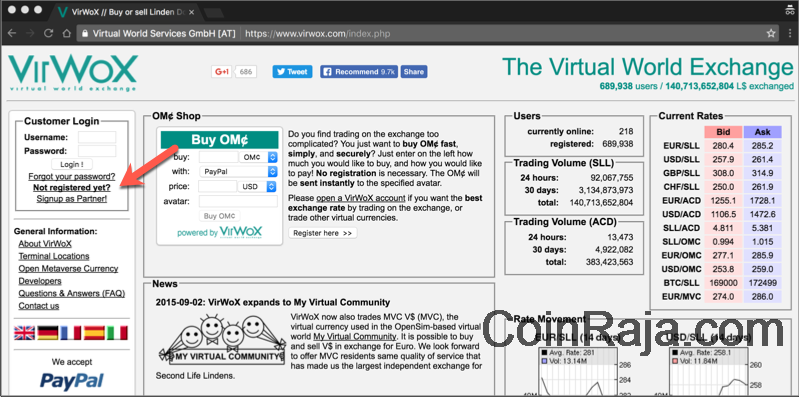 VirWoX // Buy or sell Linden Do
Virtual World Services GmbH [AT] https://www.virwox.com/index.php
VirWoX
virtual world exchange
G+1 686
Tweet
Recommend 9.7k
Share
The Virtual World Exchange
689,938 users / 140,713,652,804 L$ exchanged
Customer Login
Username:
Password:
Login !
Forgot your password?
Not registered yet?
Signup as Partner!
General Information:
About VirWoX
Terminal Locations
Open Metaverse Currency
Developers
Questions & Answers (FAQ)
Contact us
We accept
PayPal
OM¢ Shop
Buy OM¢
buy: OM¢
with: PayPal
price: USD
avatar:
Buy OM¢
powered by VirWoX
Do you find trading on the exchange too
complicated? You just want to buy OM¢ fast,
simply, and securely? Just enter on the left how
much you would like to buy, and how you would like
to pay! No registration is necessary. The OM¢ will
be sent instantly to the specified avatar.
Please open a VirWoX account if you want the best
exchange rate by trading on the exchange, or
trade other virtual currencies.
Register here >>
News
2015-09-02: VirWoX expands to My Virtual Community
MY VIRTUAL COMMUNITY
VirWoX now also trades MVC V$ (MVC), the
virtual currency used in the OpenSim-based virtual
world My Virtual Community. It is possible to buy
and sell V$ in exchange for Euro. We look forward
to offer MVC residents same quality of service that
has made us the largest independent exchange for
Second Life Lindens.
Users
currently online: 218
registered: 689,938
Trading Volume (SLL)
24 hours: 92,067,755
30 days: 3,134,873,973
total: 140,713,652,804
Trading Volume (ACD)
24 hours: 13,473
30 days: 4,922,082
total: 383,423,563
Current Rates
Bid Ask
EUR/SLL 280.4 285.2
USD/SLL 257.9 261.4
GBP/SLL 308.0 314.9
CHF/SLL 250.0 261.9
EUR/ACD 1255.1 1728.1
USD/ACD 1106.5 1472.6
SLL/ACD 4.811 5.381
SLL/OMC 0.994 1.015
EUR/OMC 277.1 285.9
USD/OMC 253.8 259.0
BTC/SLL 169000 172499
EUR/MVC 274.0 286.0
Rate Movement
EUR/SLL (14 days)
Avg. Rate: 281
Vol: 13.14M
286
284
282
USD/SLL (14 days)
Avg. Rate: 258.1
Vol: 11.84M
266
264
262
260
CoinRaja.com